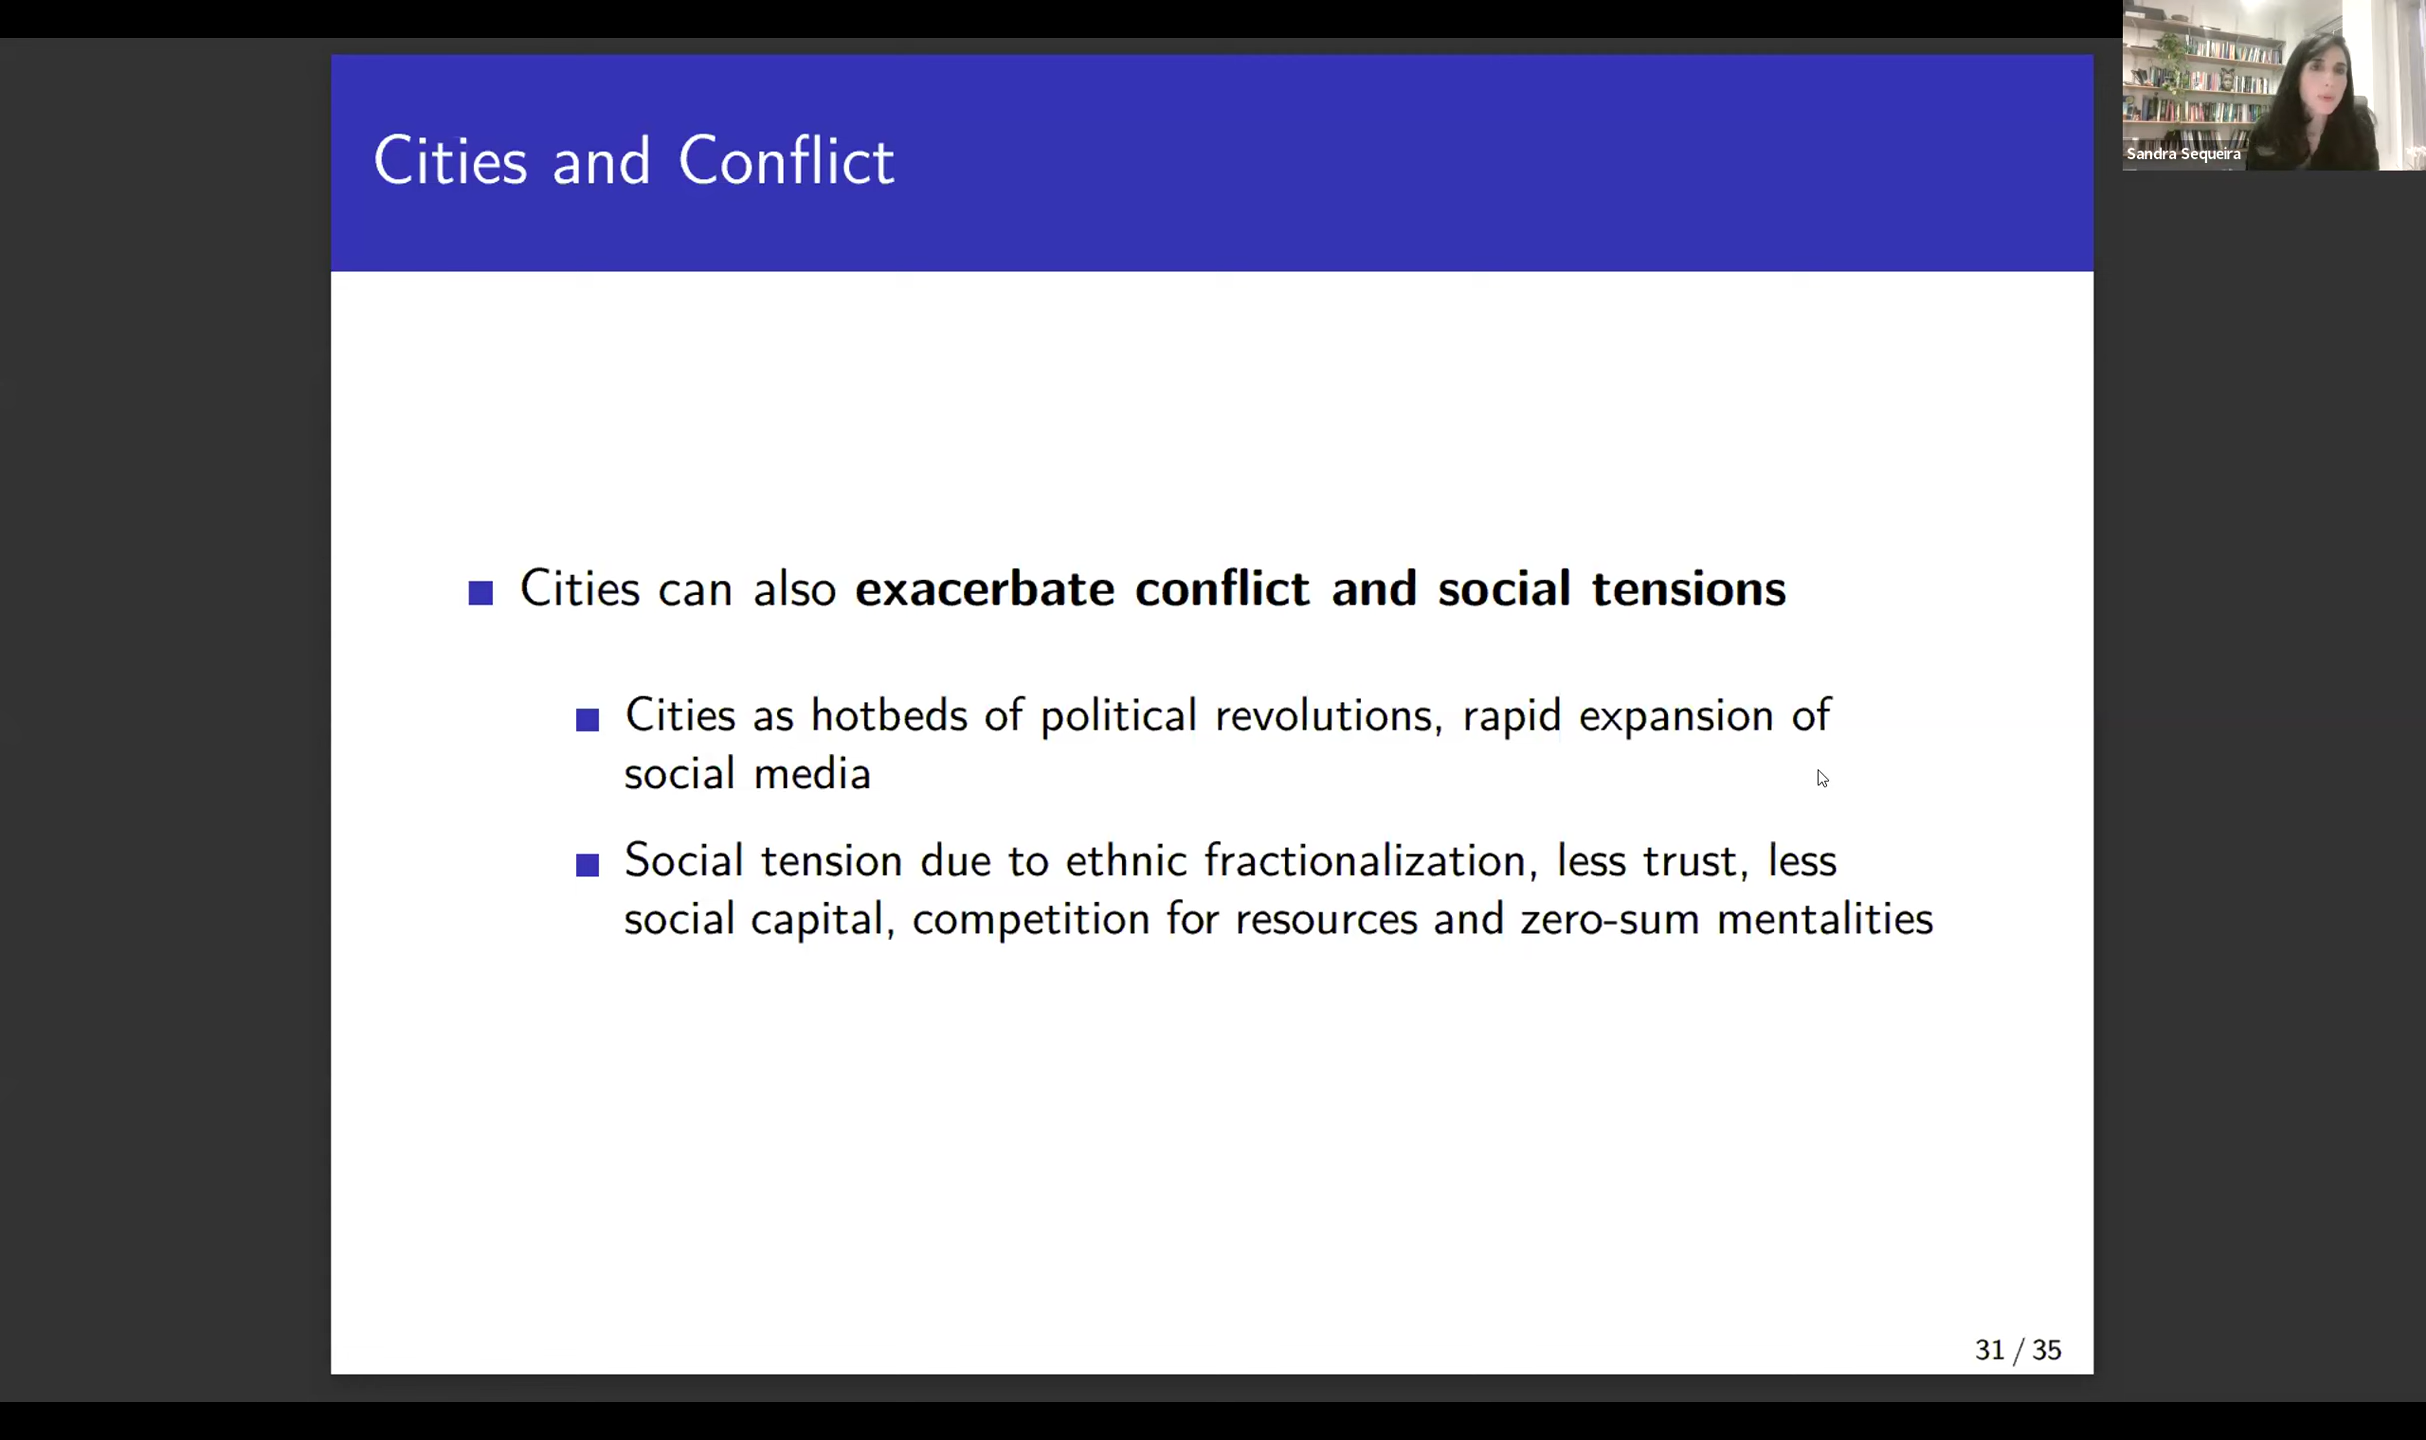 Cities and Conflict
Sandra Sequeira
Cities can also exacerbate conflict and social tensions
Cities as hotbeds of political revolutions, rapid expansion of
social media
Social tension due to ethnic fractionalization, less trust, less
social capital, competition for resources and zero-sum mentalities
31 / 35